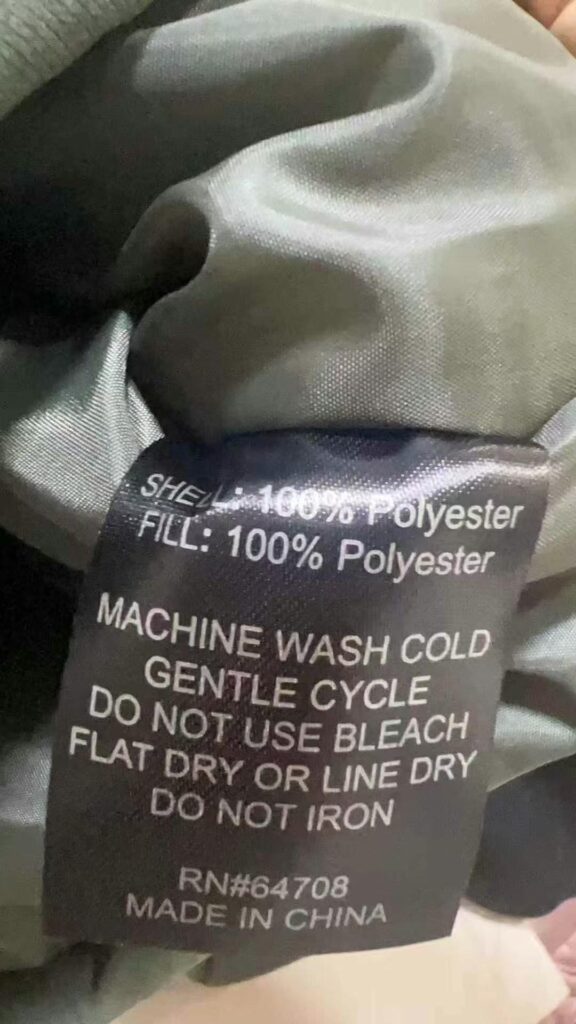 SHELL: 100% Polyester
FILL: 100% Polyester
MACHINE WASH COLD
GENTLE CYCLE
DO NOT USE BLEACH
FLAT DRY OR LINE DRY
DO NOT IRON
RN#64708
MADE IN CHINA